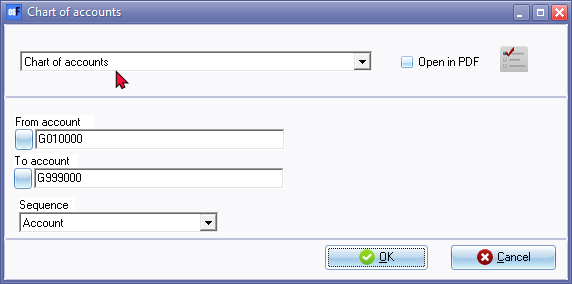 Chart of accounts
Chart of accounts
Open in PDF
From account
G010000
To account
G999000
Sequence
Account
OK
Cancel